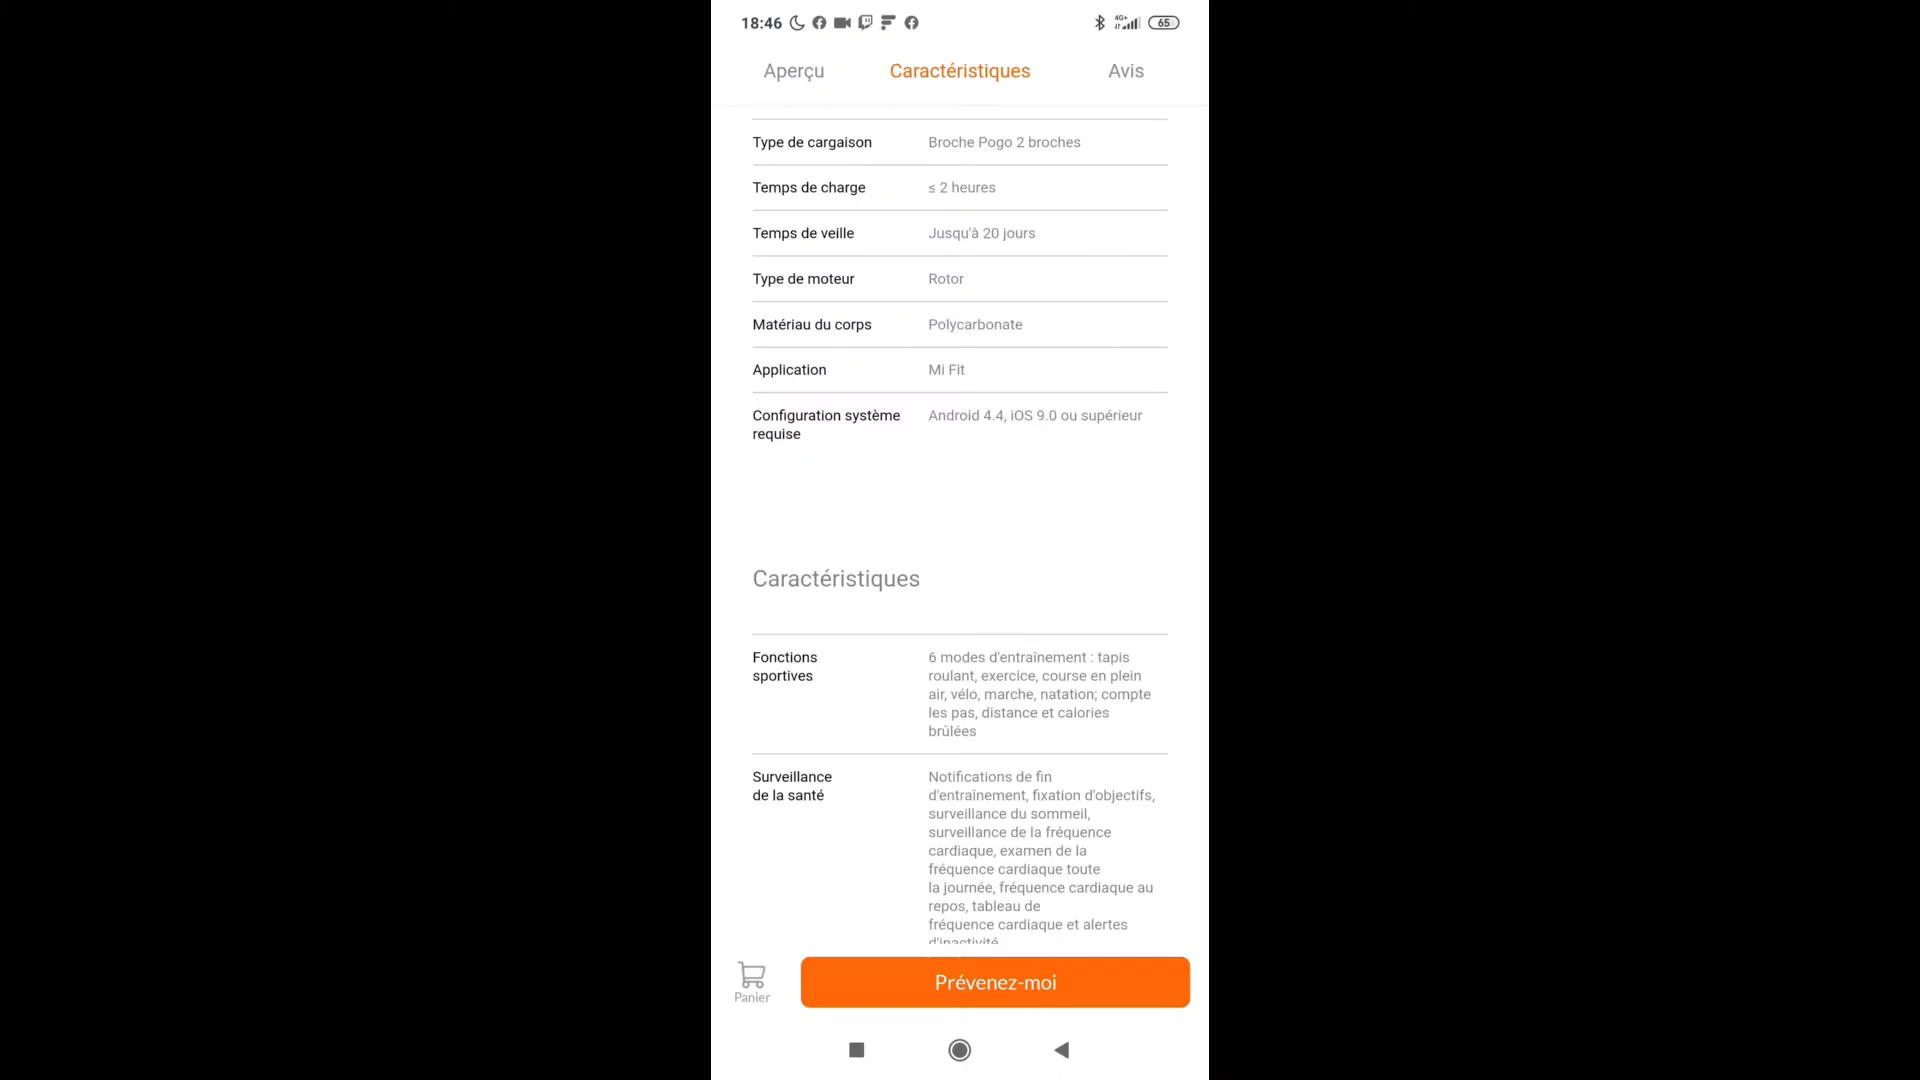 18:46 4G+ 65
Aperçu Caractéristiques Avis
Type de cargaison Broche Pogo 2 broches
Temps de charge ≤ 2 heures
Temps de veille Jusqu'à 20 jours
Type de moteur Rotor
Matériau du corps Polycarbonate
Application Mi Fit
Configuration système Android 4.4, iOS 9.0 ou supérieur
requise
Caractéristiques
Fonctions 6 modes d'entraînement : tapis
sportives roulant, exercice, course en plein
air, vélo, marche, natation; compte
les pas, distance et calories
brûlées
Surveillance Notifications de fin
de la santé d'entraînement, fixation d'objectifs,
surveillance du sommeil,
surveillance de la fréquence
cardiaque, examen de la
fréquence cardiaque toute
la journée, fréquence cardiaque au
repos, tableau de
fréquence cardiaque et alertes
d'inactivité
Panier Prévenez-moi